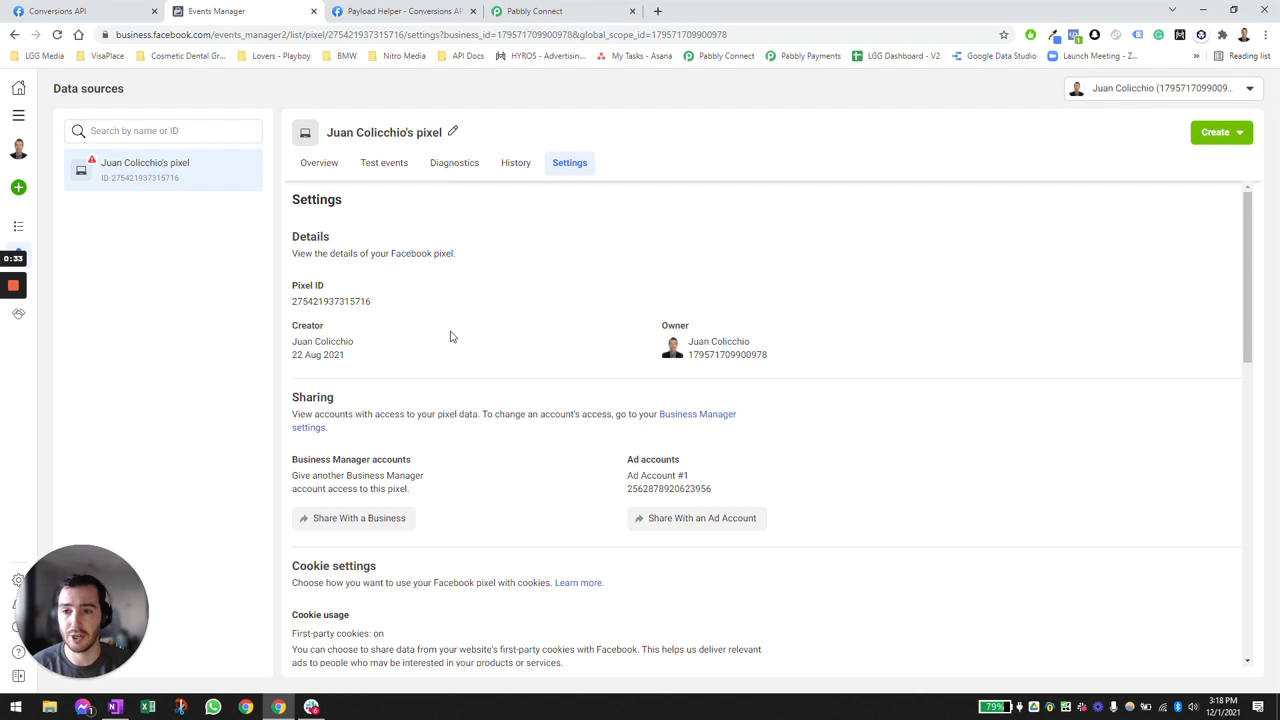 Conversions API
Events Manager
Payload Helper - Conversions AP
Pabbly Connect
business.facebook.com/events_manager2/list/pixel/275421937315716/settings?business_id=179571709900978&global_scope_id=179571709900978
LGG Media
VisaPlace
Cosmetic Dental Gr...
Lovers - Playboy
BMW
Nitro Media
API Docs
HYROS - Advertisin...
My Tasks - Asana
Pabbly Connect
Pabbly Payments
LGG Dashboard - V2
Google Data Studio
Launch Meeting - Z...
Reading list
Data sources
Juan Colicchio (1795717099009...
Search by name or ID
Juan Colicchio's pixel
ID 275421937315716
Juan Colicchio's pixel
Create
Overview
Test events
Diagnostics
History
Settings
0:33
Settings
Details
View the details of your Facebook pixel.
Pixel ID
275421937315716
Creator
Juan Colicchio
22 Aug 2021
Owner
Juan Colicchio
179571709900978
Sharing
View accounts with access to your pixel data. To change an account's access, go to your Business Manager
settings.
Business Manager accounts
Give another Business Manager
account access to this pixel.
Share With a Business
Ad accounts
Ad Account #1
2562878920623956
Share With an Ad Account
Cookie settings
Choose how you want to use your Facebook pixel with cookies. Learn more.
Cookie usage
First-party cookies: on
You can choose to share data from your website's first-party cookies with Facebook. This helps us deliver relevant
ads to people who may be interested in your products or services.
79%
3:18 PM
12/1/2021